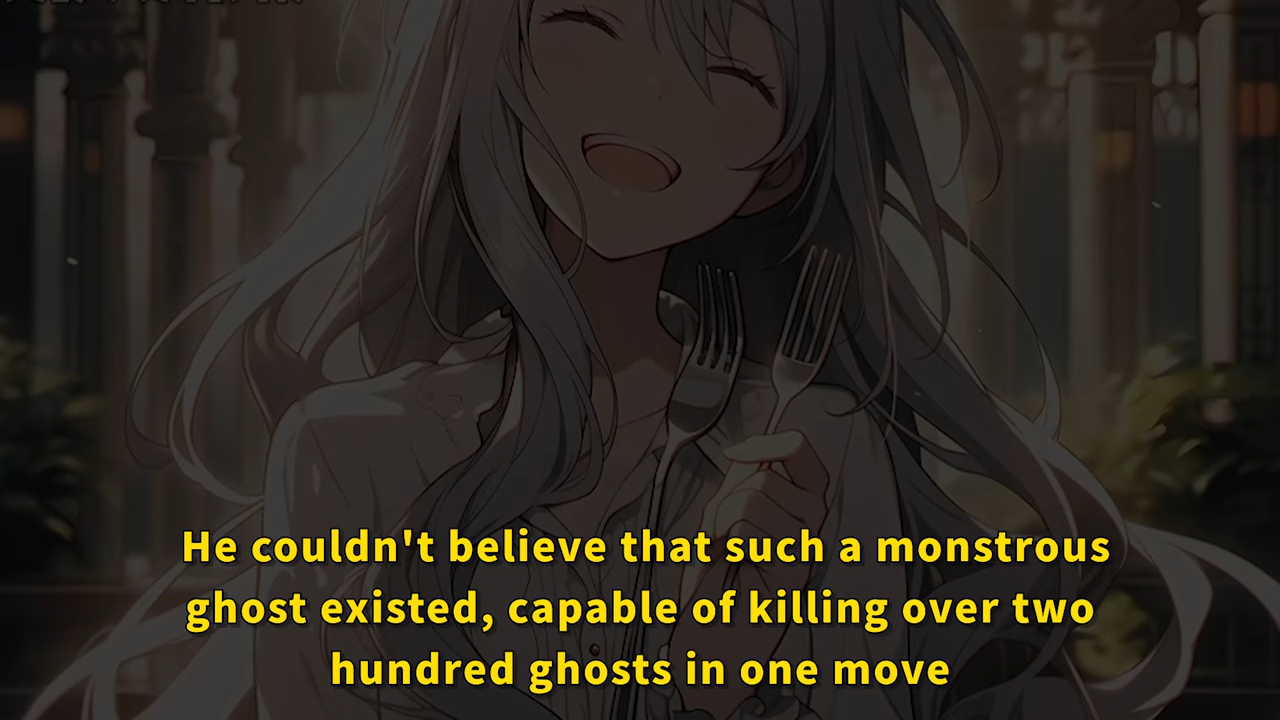 He couldn't believe that such a monstrous
ghost existed, capable of killing over two
hundred ghosts in one move